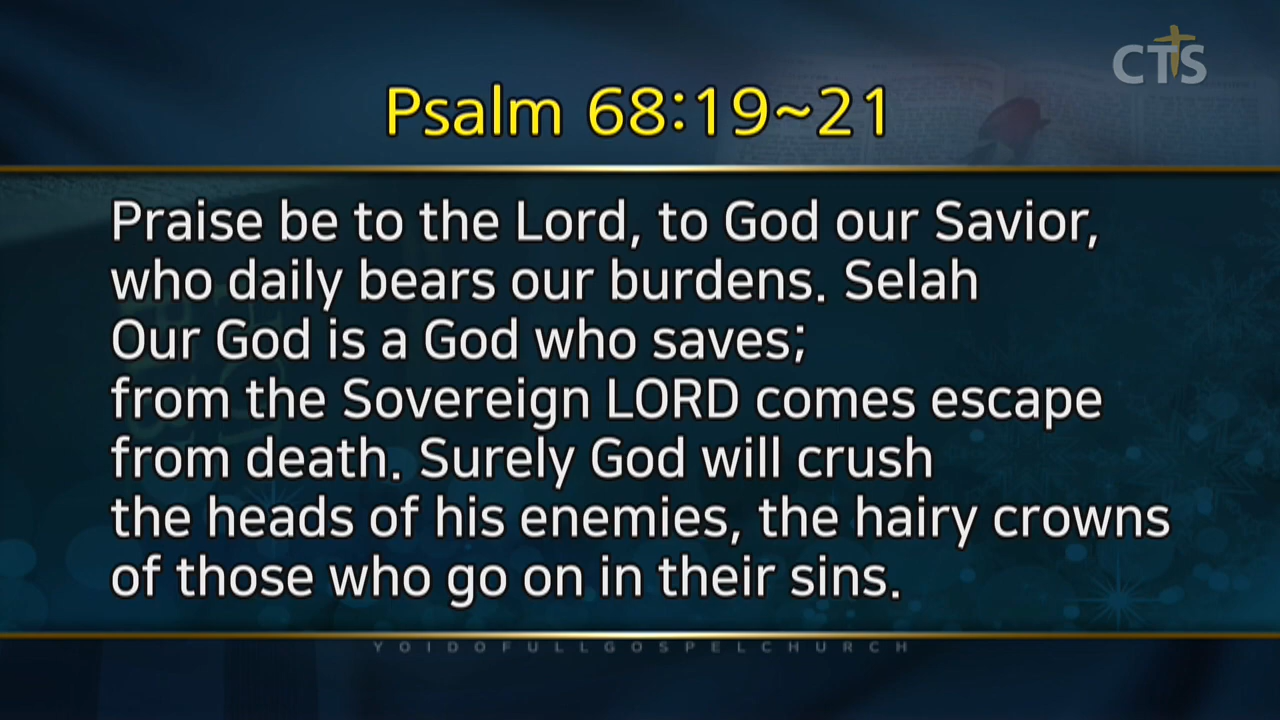 CTS
Psalm 68:19~21
Praise be to the Lord, to God our Savior,
who daily bears our burdens. Selah
Our God is a God who saves;
from the Sovereign LORD comes escape
from death. Surely God will crush
the heads of his enemies, the hairy crowns
of those who go on in their sins.
YOIDOFULLGOSPELCHURCH